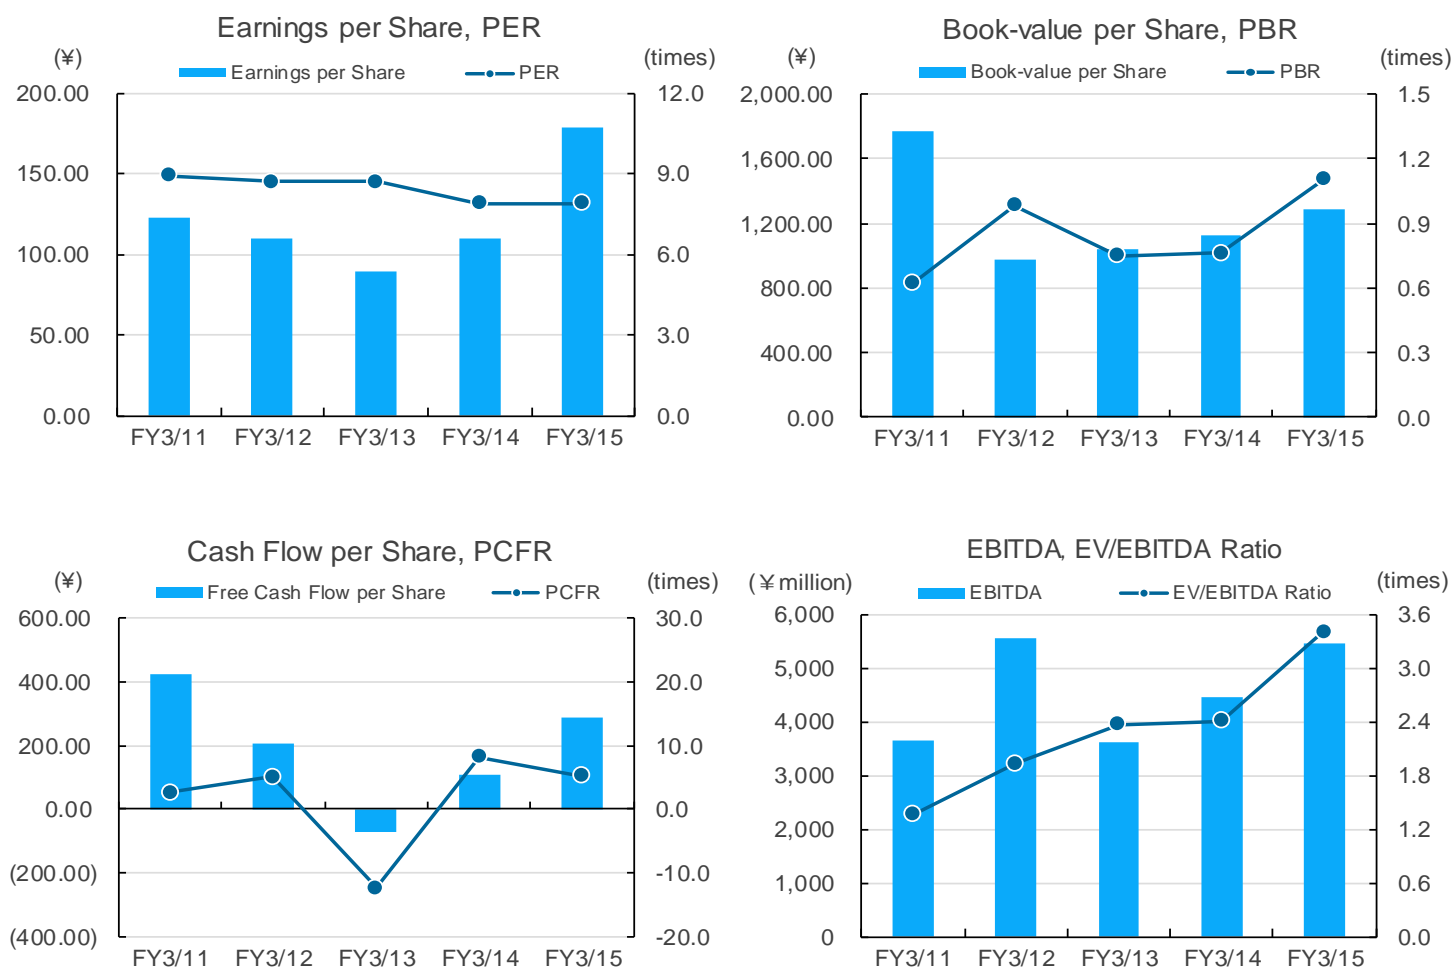 Earnings per Share, PER
(¥) (times)
Earnings per Share PER
200.00 12.0
150.00 9.0
100.00 6.0
50.00 3.0
0.00 0.0
FY3/11 FY3/12 FY3/13 FY3/14 FY3/15
Book-value per Share, PBR
(¥) (times)
Book-value per Share PBR
2,000.00 1.5
1,600.00 1.2
1,200.00 0.9
800.00 0.6
400.00 0.3
0.00 0.0
FY3/11 FY3/12 FY3/13 FY3/14 FY3/15
Cash Flow per Share, PCFR
(¥) (times)
Free Cash Flow per Share PCFR
600.00 30.0
400.00 20.0
200.00 10.0
0.00 0.0
(200.00) -10.0
(400.00) -20.0
FY3/11 FY3/12 FY3/13 FY3/14 FY3/15
EBITDA, EV/EBITDA Ratio
(￥million) (times)
EBITDA EV/EBITDA Ratio
6,000 3.6
5,000 3.0
4,000 2.4
3,000 1.8
2,000 1.2
1,000 0.6
0 0.0
FY3/11 FY3/12 FY3/13 FY3/14 FY3/15